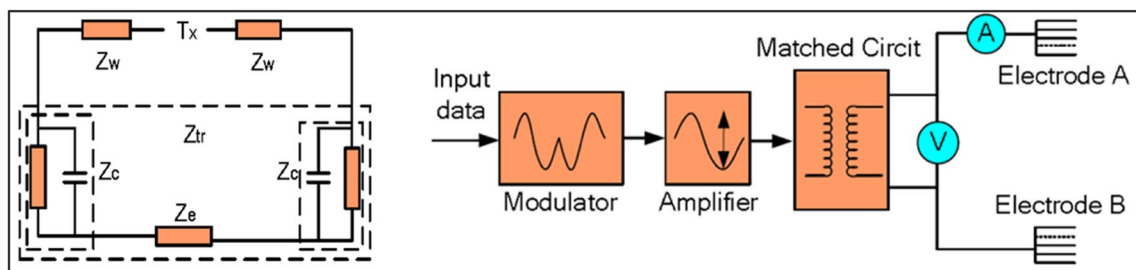 Tx
Zw
Zw
Ztr
Zc
Zc
Ze
Input
data
Modulator
Amplifier
Matched Circit
A
V
Electrode A
Electrode B